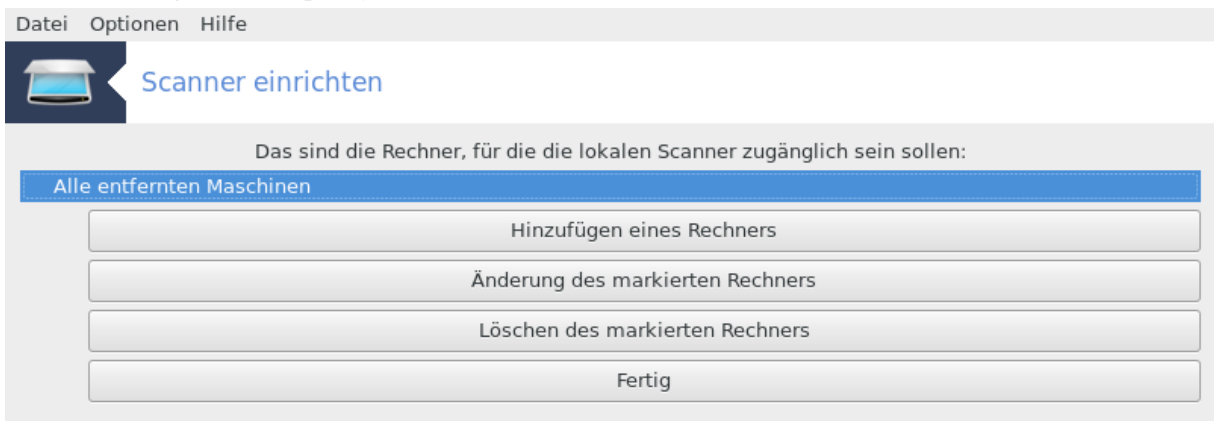 Datei Optionen Hilfe
Scanner einrichten
Das sind die Rechner, für die die lokalen Scanner zugänglich sein sollen:
Alle entfernten Maschinen
Hinzufügen eines Rechners
Änderung des markierten Rechners
Löschen des markierten Rechners
Fertig